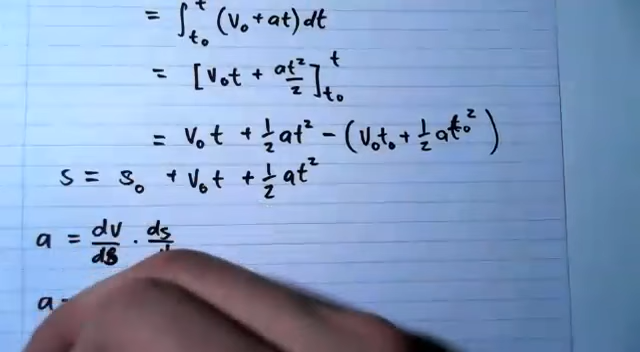 = ∫_{t₀}^{t} (v₀ + at) dt
= [v₀t + at²/2]_{t₀}^{t}
= v₀t + ½at² - (v₀t₀ + ½at₀²)
s = s₀ + v₀t + ½at²
a = dv/ds · ds/
a =